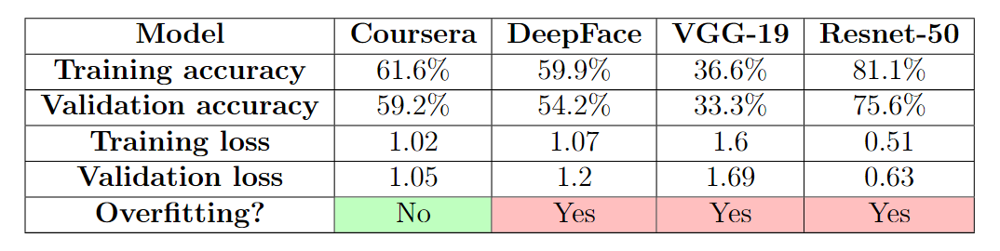 Model Coursera DeepFace VGG-19 Resnet-50
Training accuracy 61.6% 59.9% 36.6% 81.1%
Validation accuracy 59.2% 54.2% 33.3% 75.6%
Training loss 1.02 1.07 1.6 0.51
Validation loss 1.05 1.2 1.69 0.63
Overfitting? No Yes Yes Yes